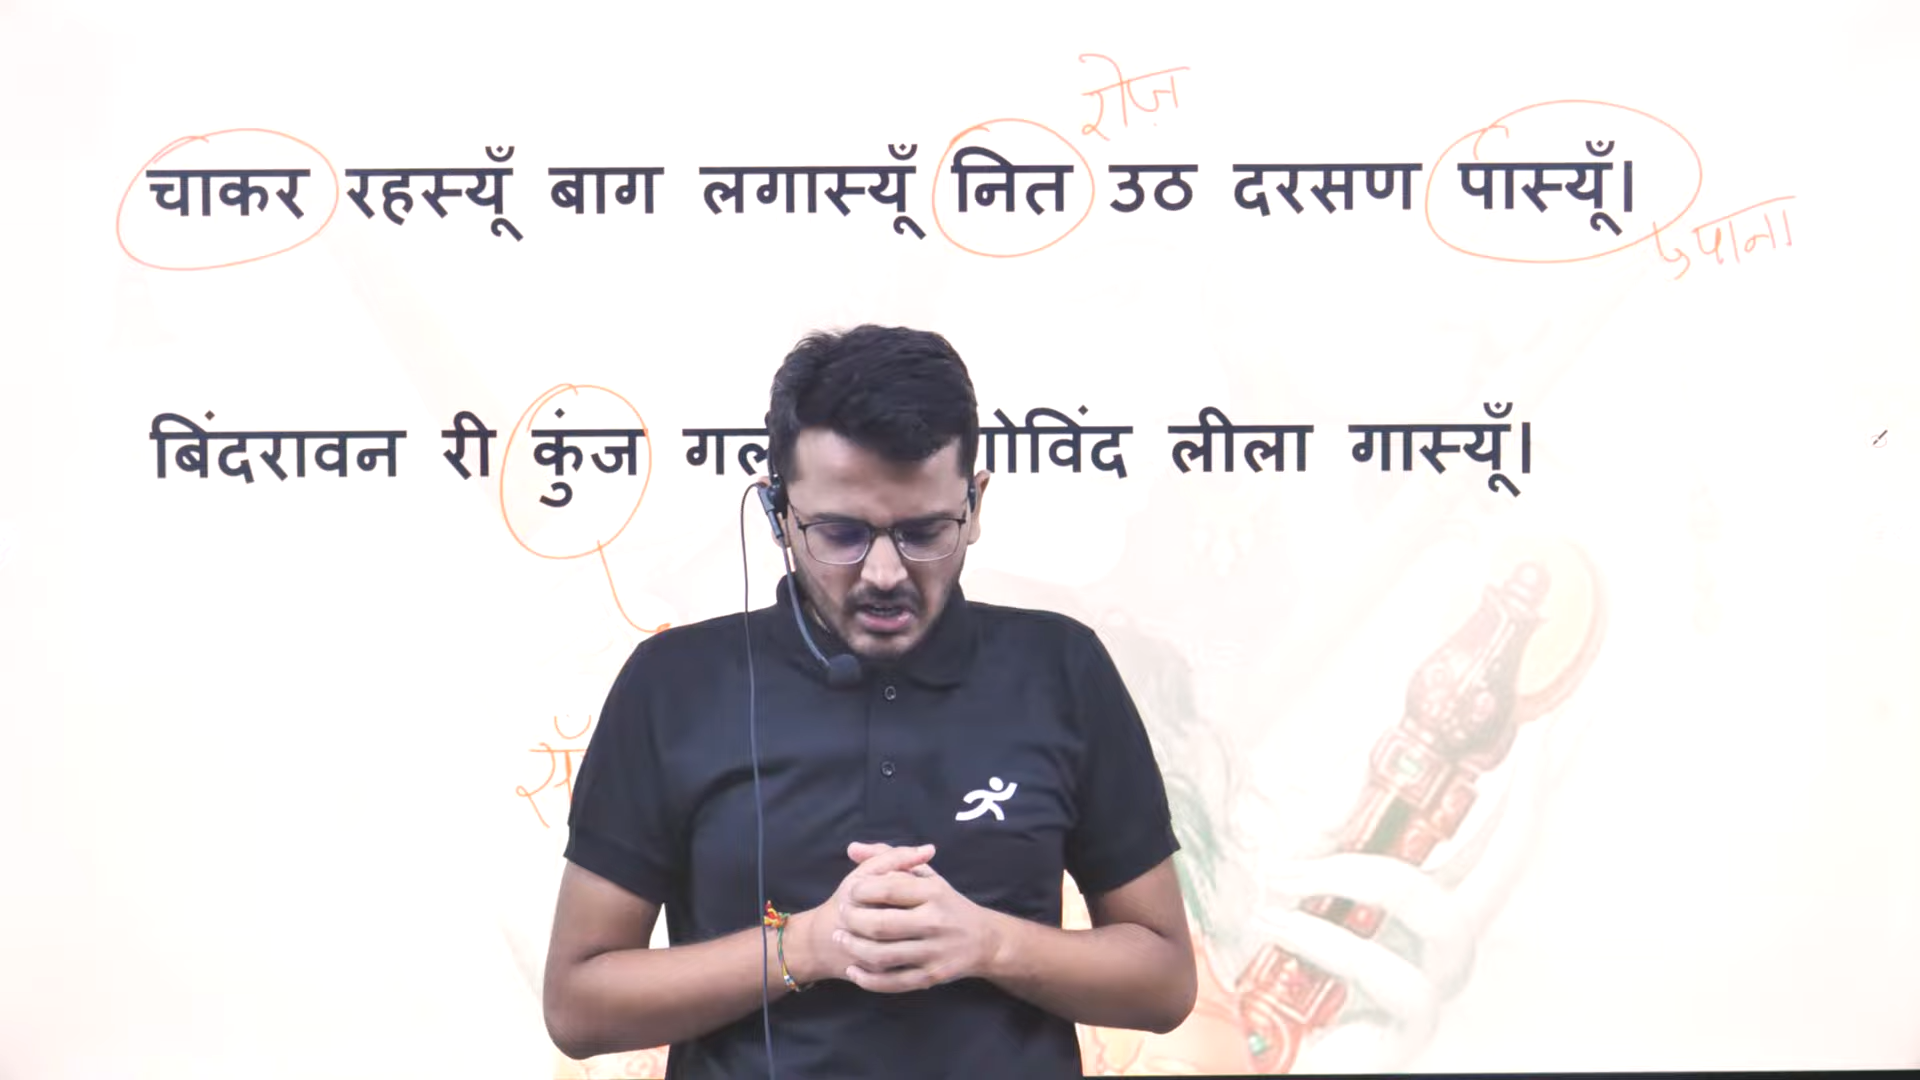 रोज़
चाकर रहस्यूँ बाग लगास्यूँ नित उठ दरसण पास्यूँ।
पाना
बिंदरावन री कुंज गोविंद लीला गास्यूँ।